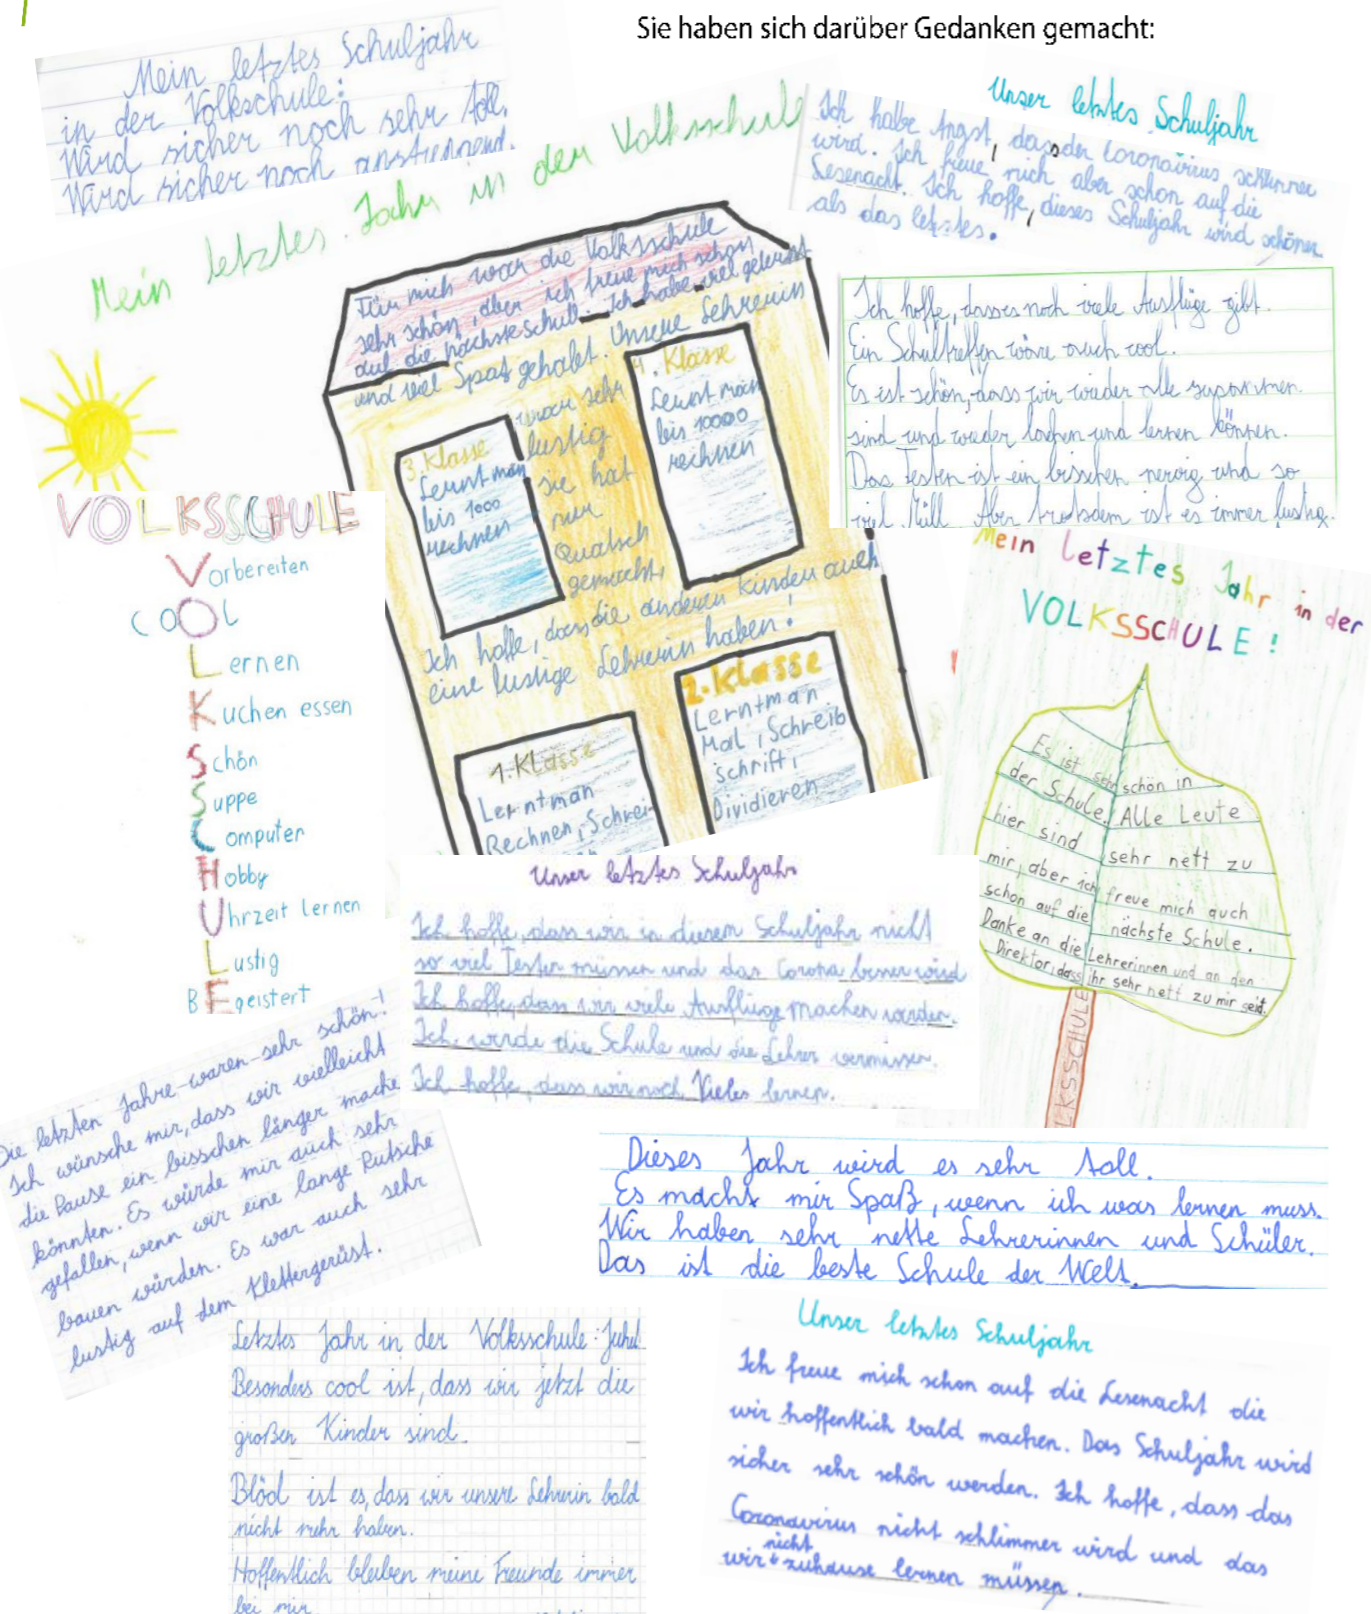 Sie haben sich darüber Gedanken gemacht:
Mein letztes Schuljahr
in der Volkschule:
Wird sicher noch sehr toll.
Wird sicher noch anstrengend.
Mein letztes Jahr in der Volksschule
Unser letztes Schuljahr
Ich habe Angst, dass der Coronavirius schlimmer
wird. Ich freue mich aber schon auf die
Lesenacht. Ich hoffe, dieses Schuljahr wird schöner
als das letztes.
Für mich war die Volksschule
sehr schön, aber ich freue mich schon
auf die nächste Schule. Ich habe viel gelernt
und viel Spaß gehabt. Unsere Lehrerin
war sehr
lustig
sie hat
nur
Quatsch
gemacht.
Ich hoffe, dass die anderen Kinder auch
eine lustige Lehrerin haben!
4. Klasse
Lernt man
bis 10000
rechnen
3. Klasse
Lernt man
bis 1000
rechnen
2. Klasse
Lerntman
Mal, Schreib
schrift,
Dividieren
1. Klasse
Lerntman
Rechnen, Schrei-
Ich hoffe, dass es noch viele Ausflüge gibt.
Ein Schultreffen wäre auch cool.
Es ist schön, dass wir wieder alle zusammen
sind und wieder lachen und lernen können.
Das Testen ist ein bisschen nervig und so
viel Müll. Aber trotzdem ist es immer lustig.
VOLKSSCHULE
Vorbereiten
COOL
Lernen
Kuchen essen
Schön
Suppe
Computer
Hobby
Uhrzeit lernen
Lustig
BEgeistert
Mein letztes Jahr in der
VOLKSSCHULE!
Es ist sehr schön in
der Schule. Alle Leute
hier sind sehr nett zu
mir, aber ich freue mich auch
schon auf die nächste Schule.
Danke an die Lehrerinnen und an den
Direktor, dass ihr sehr nett zu mir seid.
LKSSCHULE
Unser letztes Schuljahr
Ich hoffe, dass wir in diesem Schuljahr nicht
so viel Testen müssen und das Corona besser wird
Ich hoffe, dass wir viele Ausflüge machen werden.
Ich werde die Schule und die Lehrer vermissen.
Ich hoffe, dass wir noch Vieles lernen.
Die letzten Jahre waren sehr schön!
Ich wünsche mir, dass wir vielleicht
die Pause ein bisschen länger mache
könnten. Es würde mir auch sehr
gefallen, wenn wir eine lange Rutsche
bauen würden. Es war auch sehr
lustig auf dem Klettergerüst.
Dieses Jahr wird es sehr toll.
Es macht mir Spaß, wenn ich was lernen muss.
Wir haben sehr nette Lehrerinnen und Schüler.
Das ist die beste Schule der Welt.
Letztes Jahr in der Volksschule: Juhu!
Besonders cool ist, dass wir jetzt die
großen Kinder sind.
Blöd ist es, dass wir unsere Lehrerin bald
nicht mehr haben.
Hoffentlich bleiben meine Freunde immer
bei mir
Unser letztes Schuljahr
Ich freue mich schon auf die Lesenacht die
wir hoffentlich bald machen. Das Schuljahr wird
sicher sehr schön werden. Ich hoffe, dass das
Coronavirus nicht schlimmer wird und das
wir nicht zuhause lernen müssen.